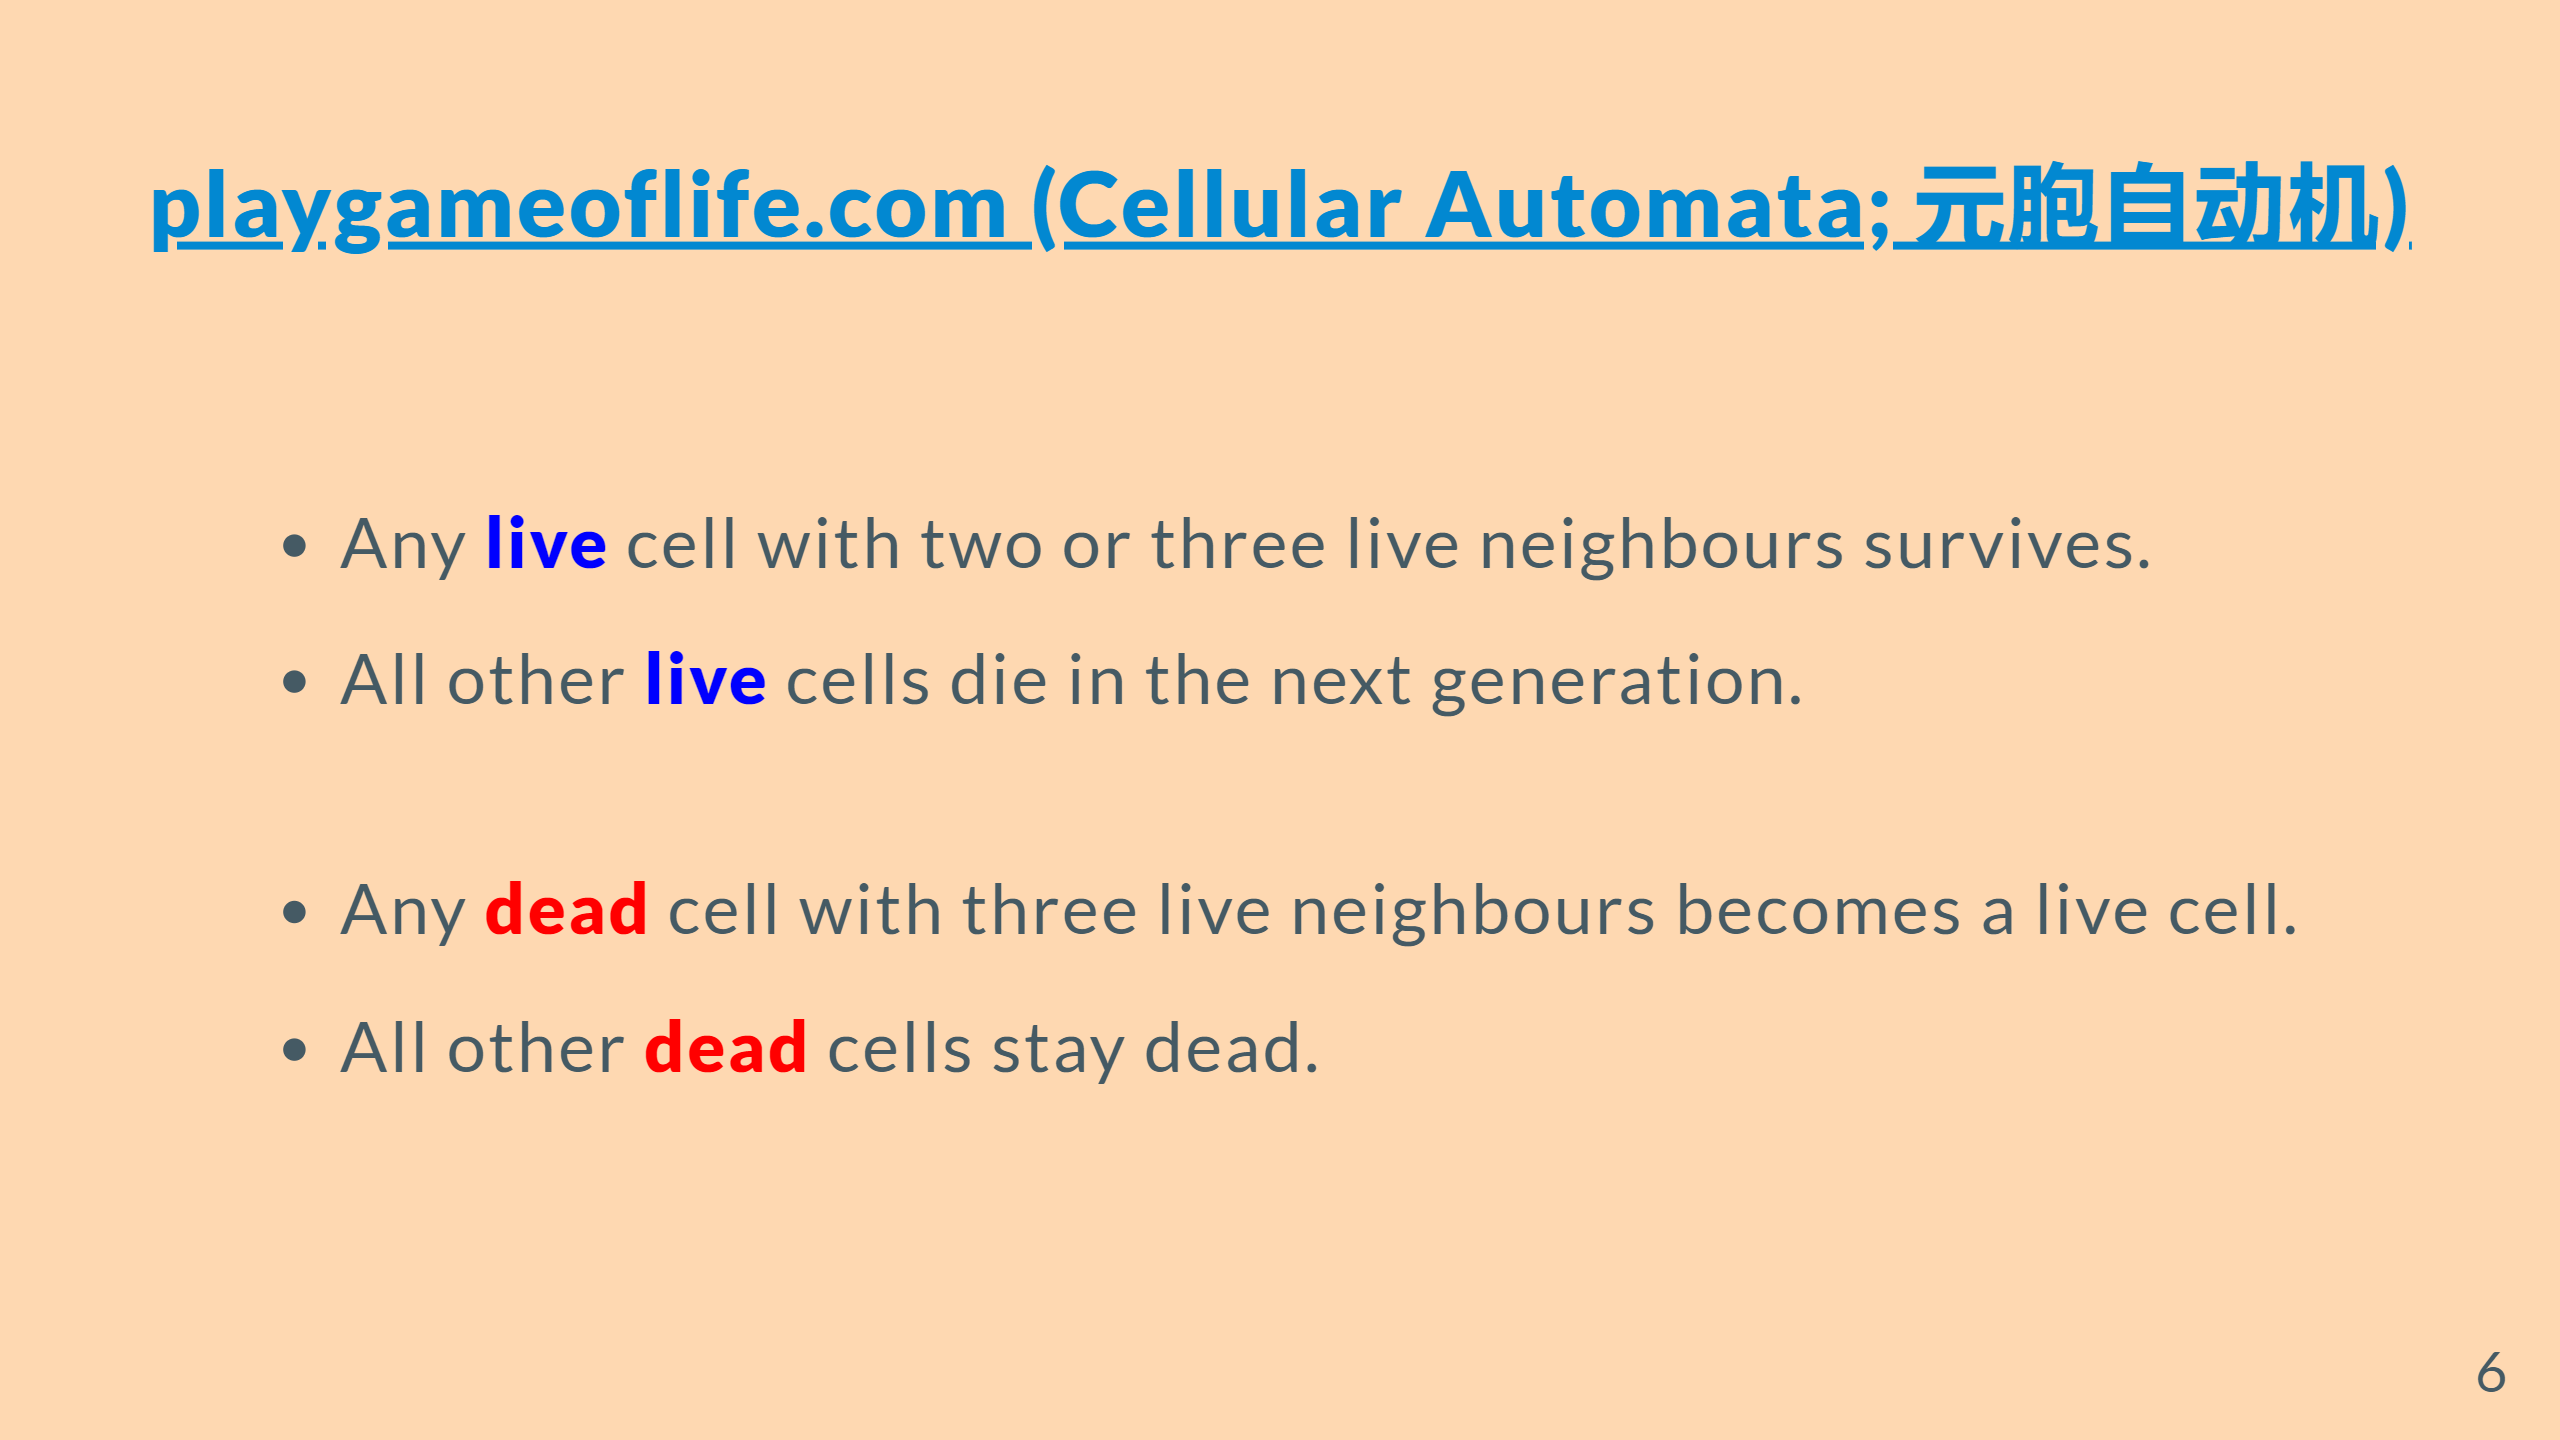 playgameoflife.com (Cellular Automata; 元胞自动机)
• Any live cell with two or three live neighbours survives.
• All other live cells die in the next generation.
• Any dead cell with three live neighbours becomes a live cell.
• All other dead cells stay dead.
6